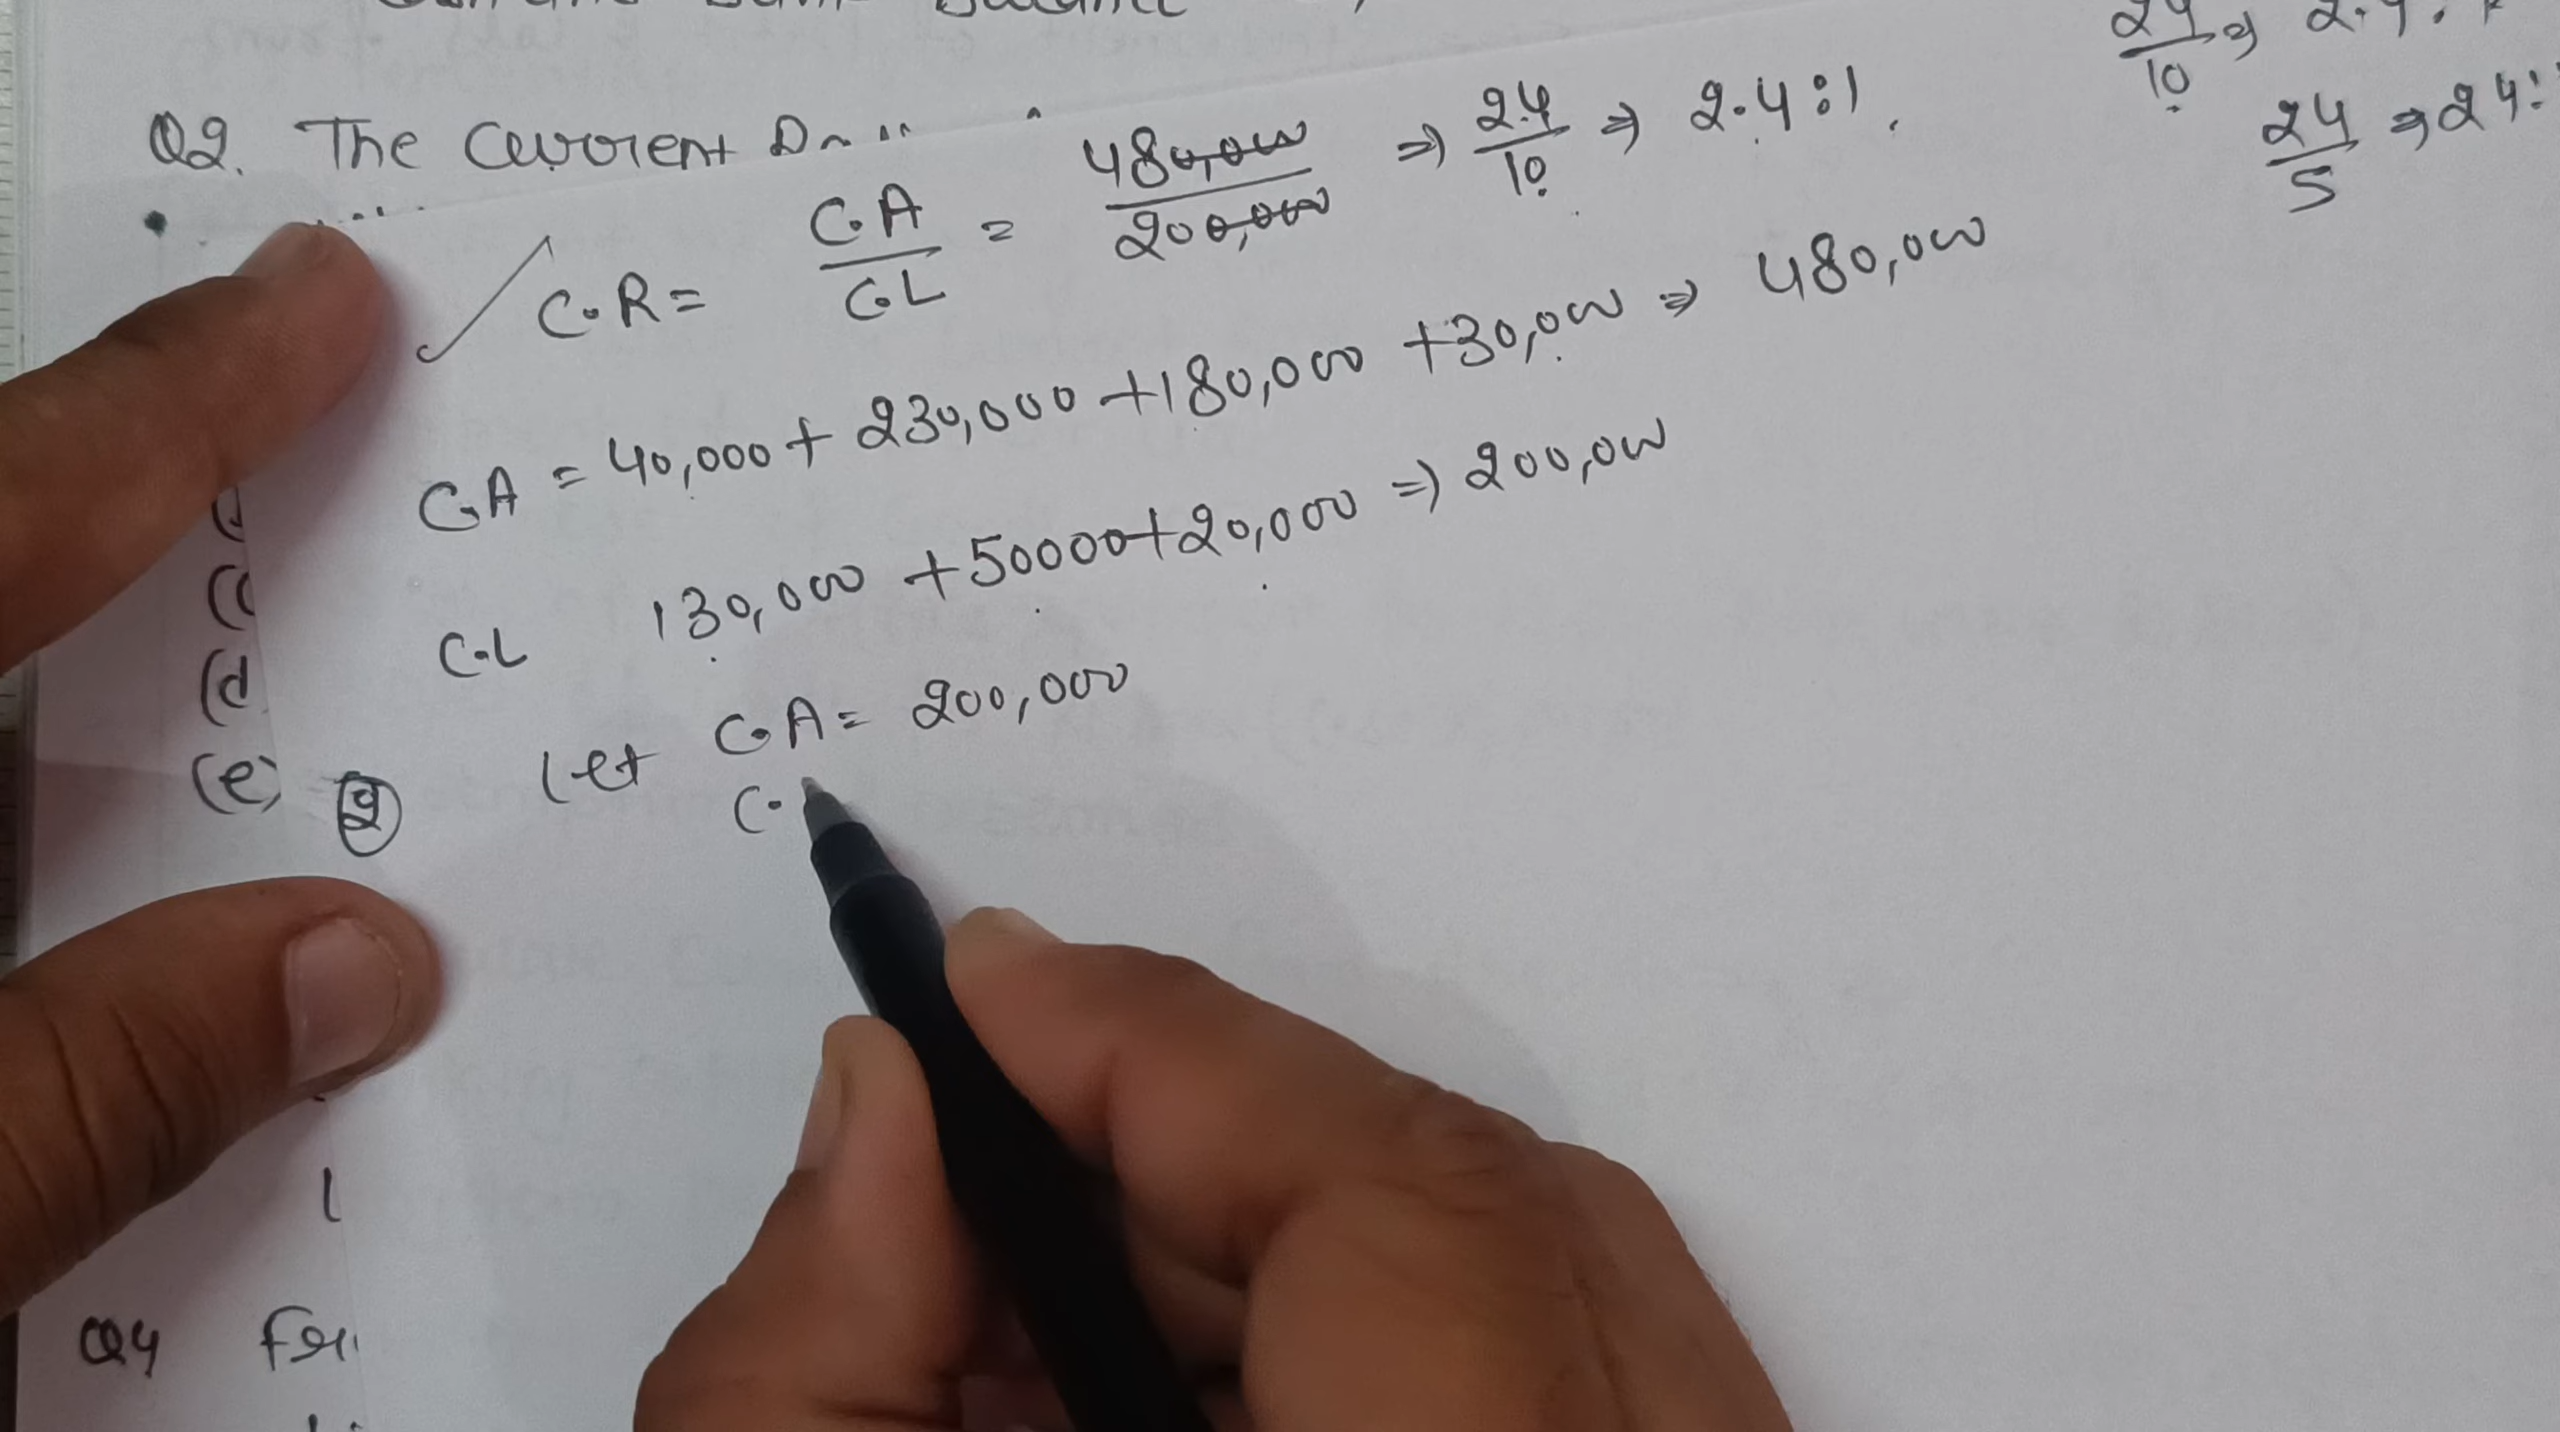 24/10 ⇒ 2.4:
Q2. The Current
C.R = C.A/C.L = 480,000/200,000 ⇒ 24/10 ⇒ 2.4:1
24/5 ⇒ 24:
C.A = 40,000 + 230,000 + 180,000 + 30,000 ⇒ 480,000
C.L 130,000 + 50000 + 20,000 ⇒ 200,000
(d
(e) 2 let C.A = 200,000
C.
Q4